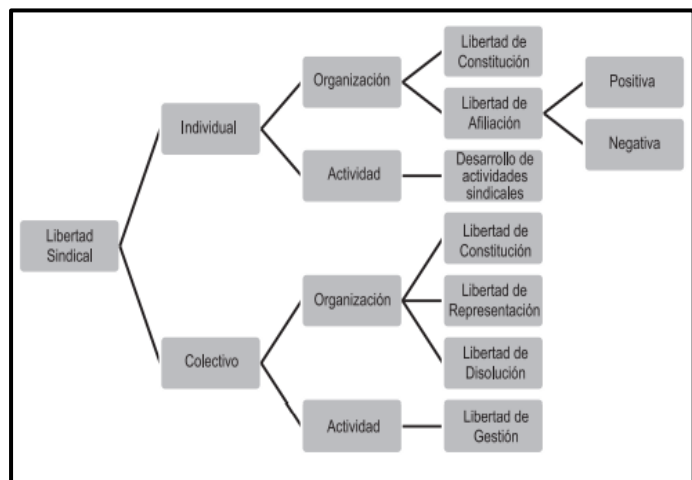 Libertad
Sindical
Individual
Organización
Libertad de
Constitución
Libertad de
Afiliación
Positiva
Negativa
Actividad
Desarrollo de
actividades
sindicales
Colectivo
Organización
Libertad de
Constitución
Libertad de
Representación
Libertad de
Disolución
Actividad
Libertad de
Gestión